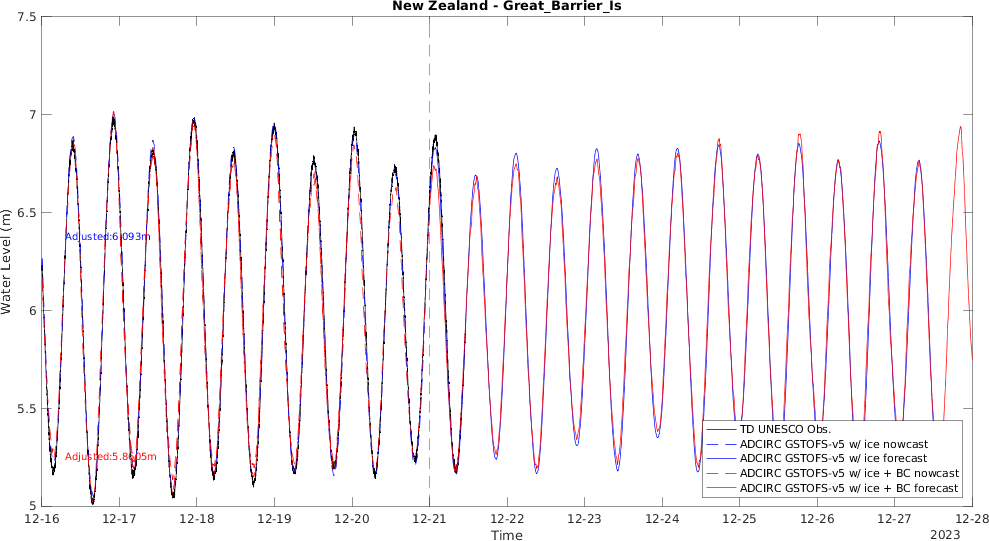 New Zealand - Great_Barrier_Is
7.5
7
6.5
6
5.5
5
Water Level (m)
Adjusted:6.093m
Adjusted:5.8605m
TD UNESCO Obs.
ADCIRC GSTOFS-v5 w/ ice nowcast
ADCIRC GSTOFS-v5 w/ ice forecast
ADCIRC GSTOFS-v5 w/ ice + BC nowcast
ADCIRC GSTOFS-v5 w/ ice + BC forecast
12-16 12-17 12-18 12-19 12-20 12-21 12-22 12-23 12-24 12-25 12-26 12-27 12-28
Time
2023